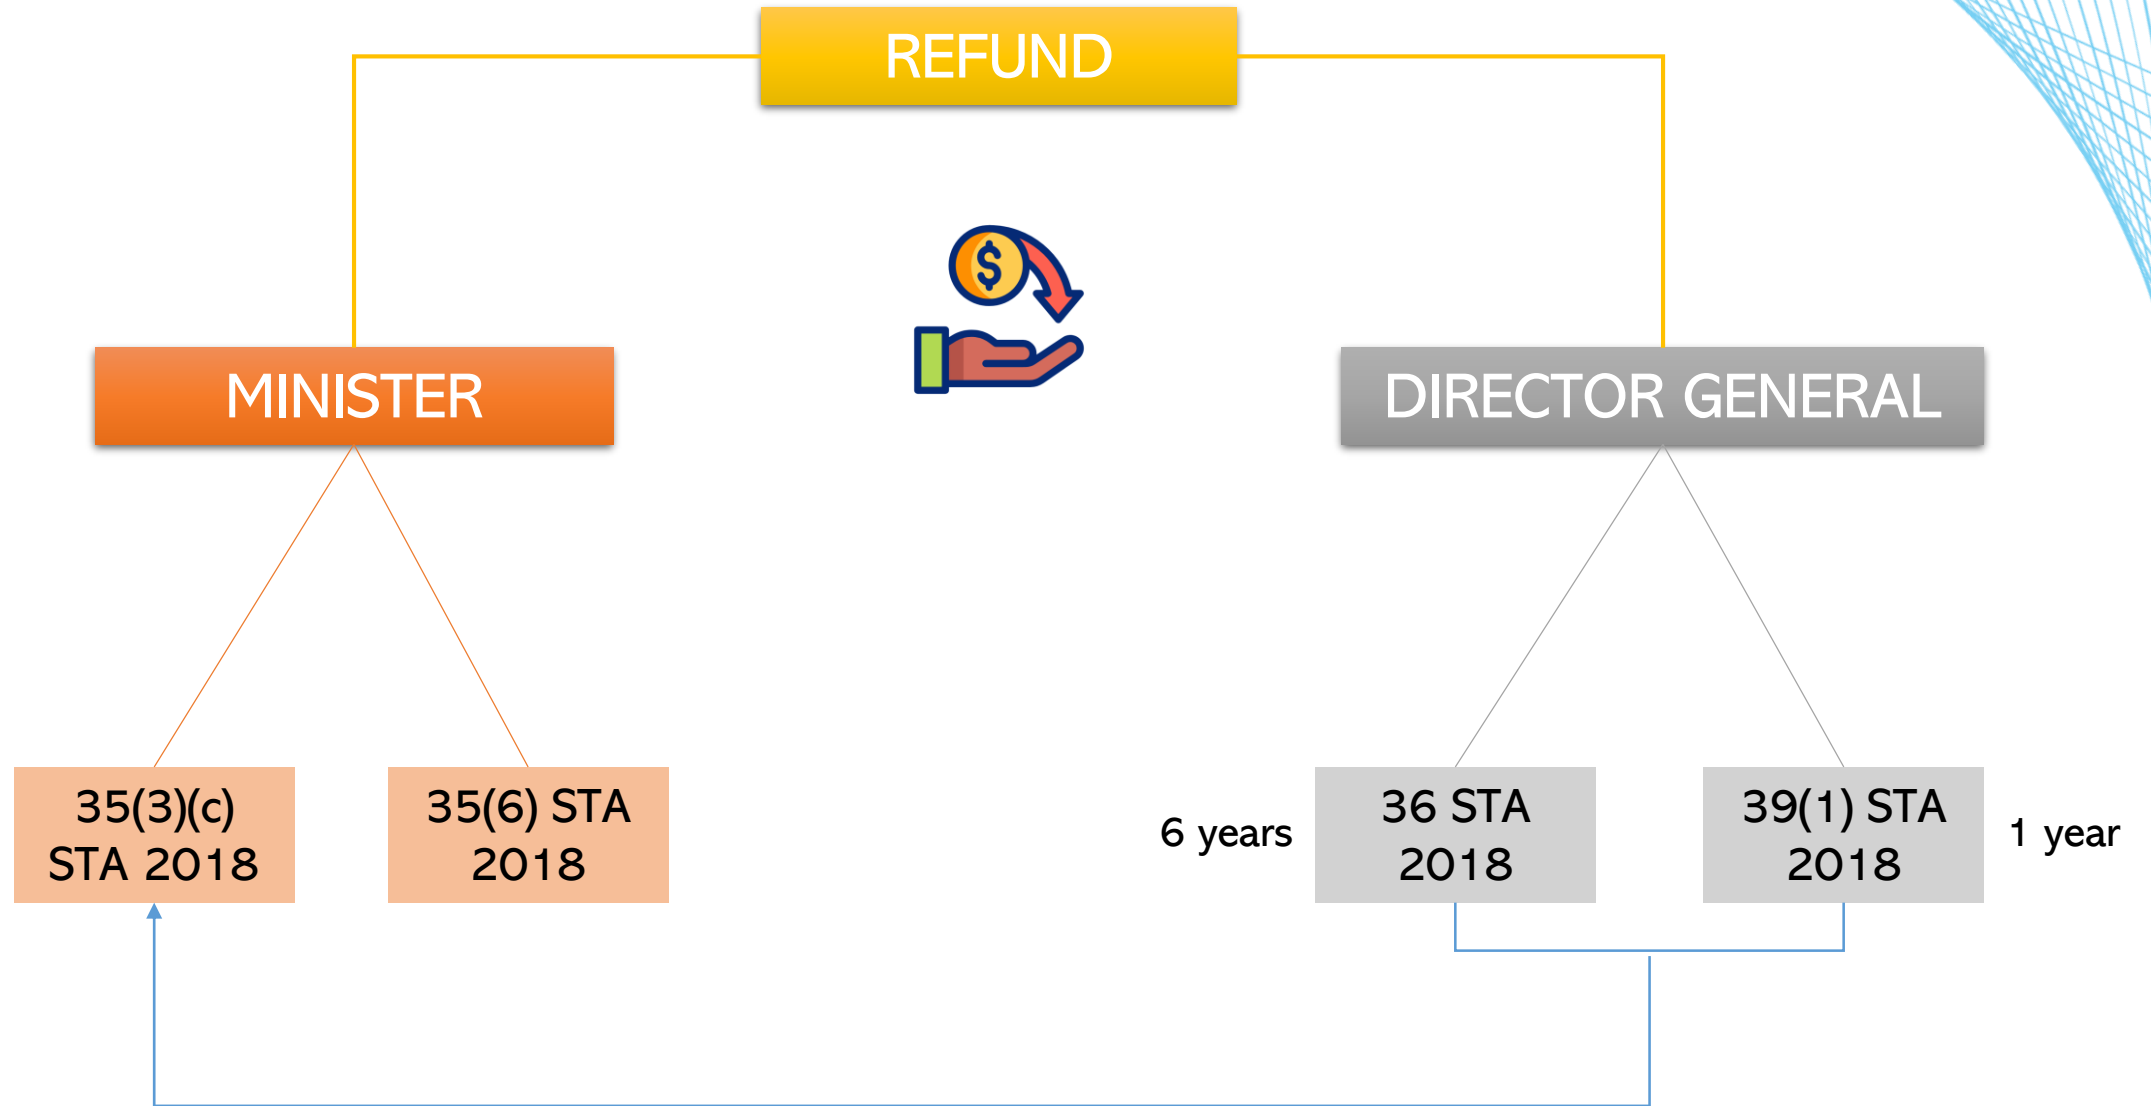 REFUND
MINISTER
DIRECTOR GENERAL
35(3)(c)
STA 2018
35(6) STA
2018
6 years
36 STA
2018
39(1) STA
2018
1 year
$